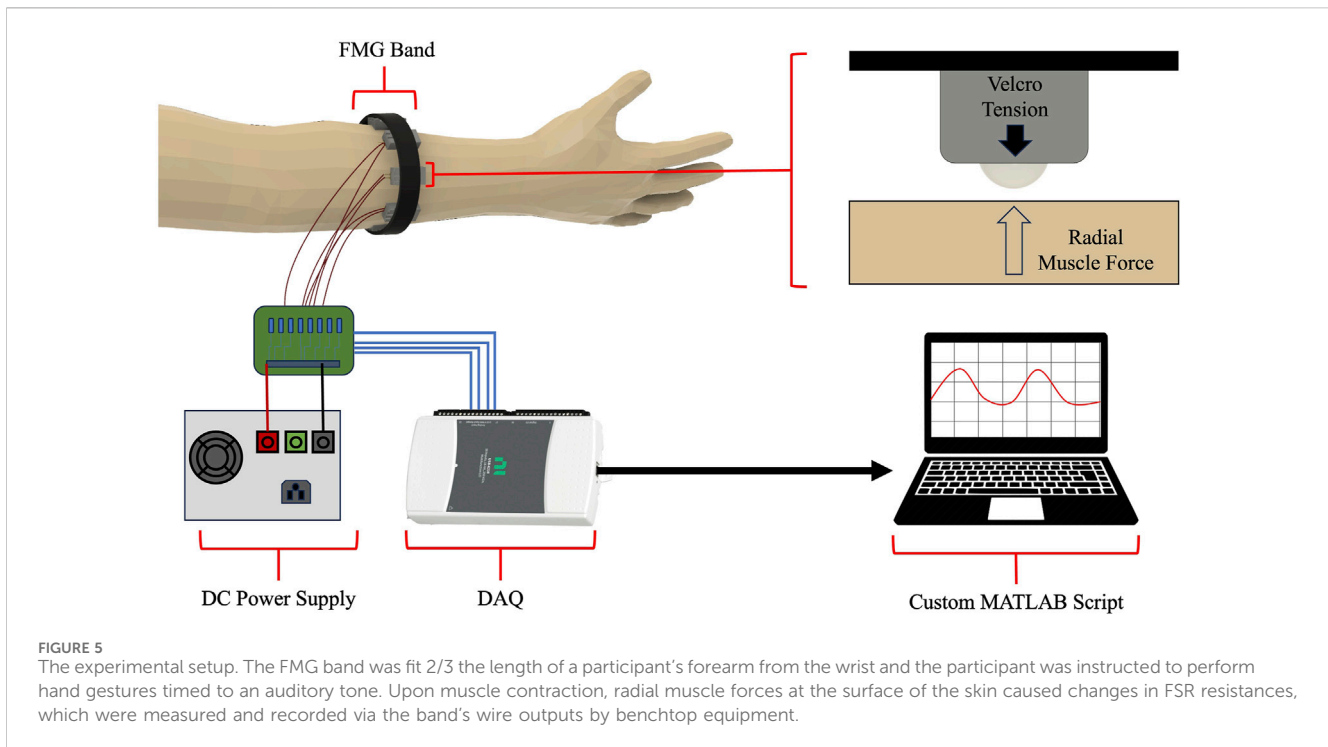 FMG Band
Velcro
Tension
Radial
Muscle Force
DC Power Supply
DAQ
Custom MATLAB Script
FIGURE 5
The experimental setup. The FMG band was fit 2/3 the length of a participant's forearm from the wrist and the participant was instructed to perform
hand gestures timed to an auditory tone. Upon muscle contraction, radial muscle forces at the surface of the skin caused changes in FSR resistances,
which were measured and recorded via the band's wire outputs by benchtop equipment.